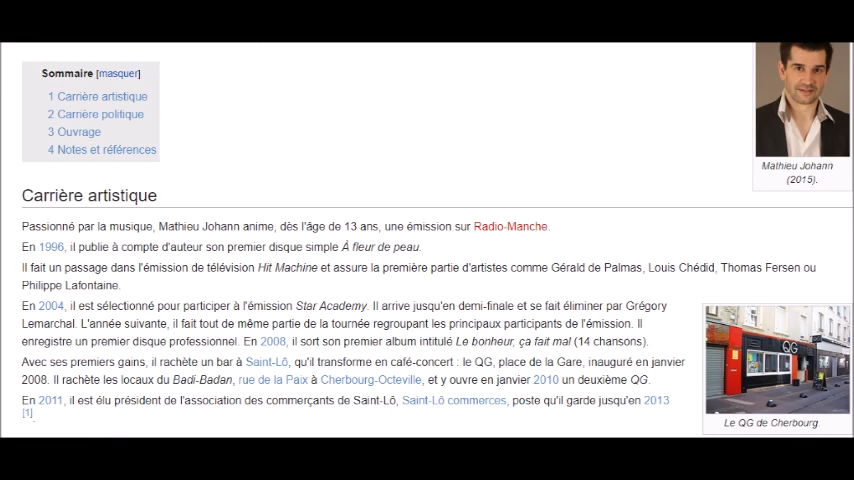 Sommaire [masquer]
1 Carrière artistique
2 Carrière politique
3 Ouvrage
4 Notes et références
Mathieu Johann
(2015).
Carrière artistique
Passionné par la musique, Mathieu Johann anime, dès l'âge de 13 ans, une émission sur Radio-Manche.
En 1996, il publie à compte d'auteur son premier disque simple À fleur de peau.
Il fait un passage dans l'émission de télévision Hit Machine et assure la première partie d'artistes comme Gérald de Palmas, Louis Chédid, Thomas Fersen ou
Philippe Lafontaine.
En 2004, il est sélectionné pour participer à l'émission Star Academy. Il arrive jusqu'en demi-finale et se fait éliminer par Grégory
Lemarchal. L'année suivante, il fait tout de même partie de la tournée regroupant les principaux participants de l'émission. Il
enregistre un premier disque professionnel. En 2008, il sort son premier album intitulé Le bonheur, ça fait mal (14 chansons).
Avec ses premiers gains, il rachète un bar à Saint-Lô, qu'il transforme en café-concert : le QG, place de la Gare, inauguré en janvier
2008. Il rachète les locaux du Badi-Badan, rue de la Paix à Cherbourg-Octeville, et y ouvre en janvier 2010 un deuxième QG.
En 2011, il est élu président de l'association des commerçants de Saint-Lô, Saint-Lô commerces, poste qu'il garde jusqu'en 2013
[1]
.
QG
Le QG de Cherbourg.